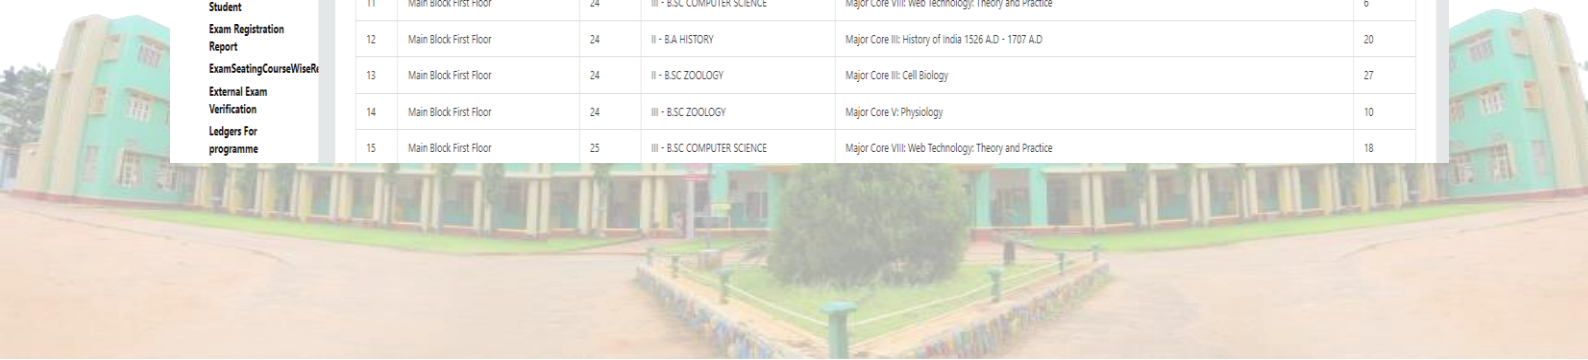 Student
Exam Registration
Report
ExamSeatingCourseWiseRe
External Exam
Verification
Ledgers For
programme
11 Main Block First Floor 24 III - B.SC COMPUTER SCIENCE Major Core VIII: Web Technology: Theory and Practice 6
12 Main Block First Floor 24 II - B.A HISTORY Major Core III: History of India 1526 A.D - 1707 A.D 20
13 Main Block First Floor 24 II - B.SC ZOOLOGY Major Core III: Cell Biology 27
14 Main Block First Floor 24 III - B.SC ZOOLOGY Major Core V: Physiology 10
15 Main Block First Floor 25 III - B.SC COMPUTER SCIENCE Major Core VIII: Web Technology: Theory and Practice 18